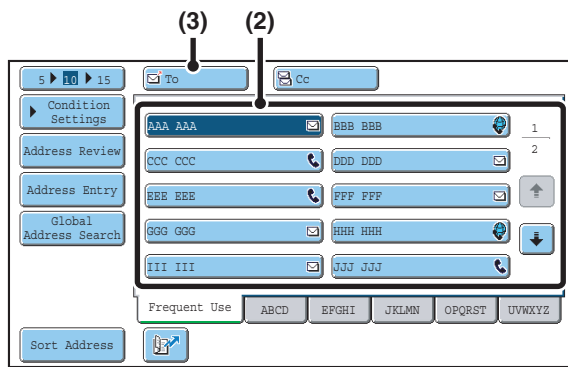 (3) (2)
5 10 15 To Cc
Condition
Settings
AAA AAA BBB BBB 1
2
Address Review
CCC CCC DDD DDD
Address Entry
EEE EEE FFF FFF
Global
Address Search
GGG GGG HHH HHH
III III JJJ JJJ
Frequent Use ABCD EFGHI JKLMN OPQRST UVWXYZ
Sort Address